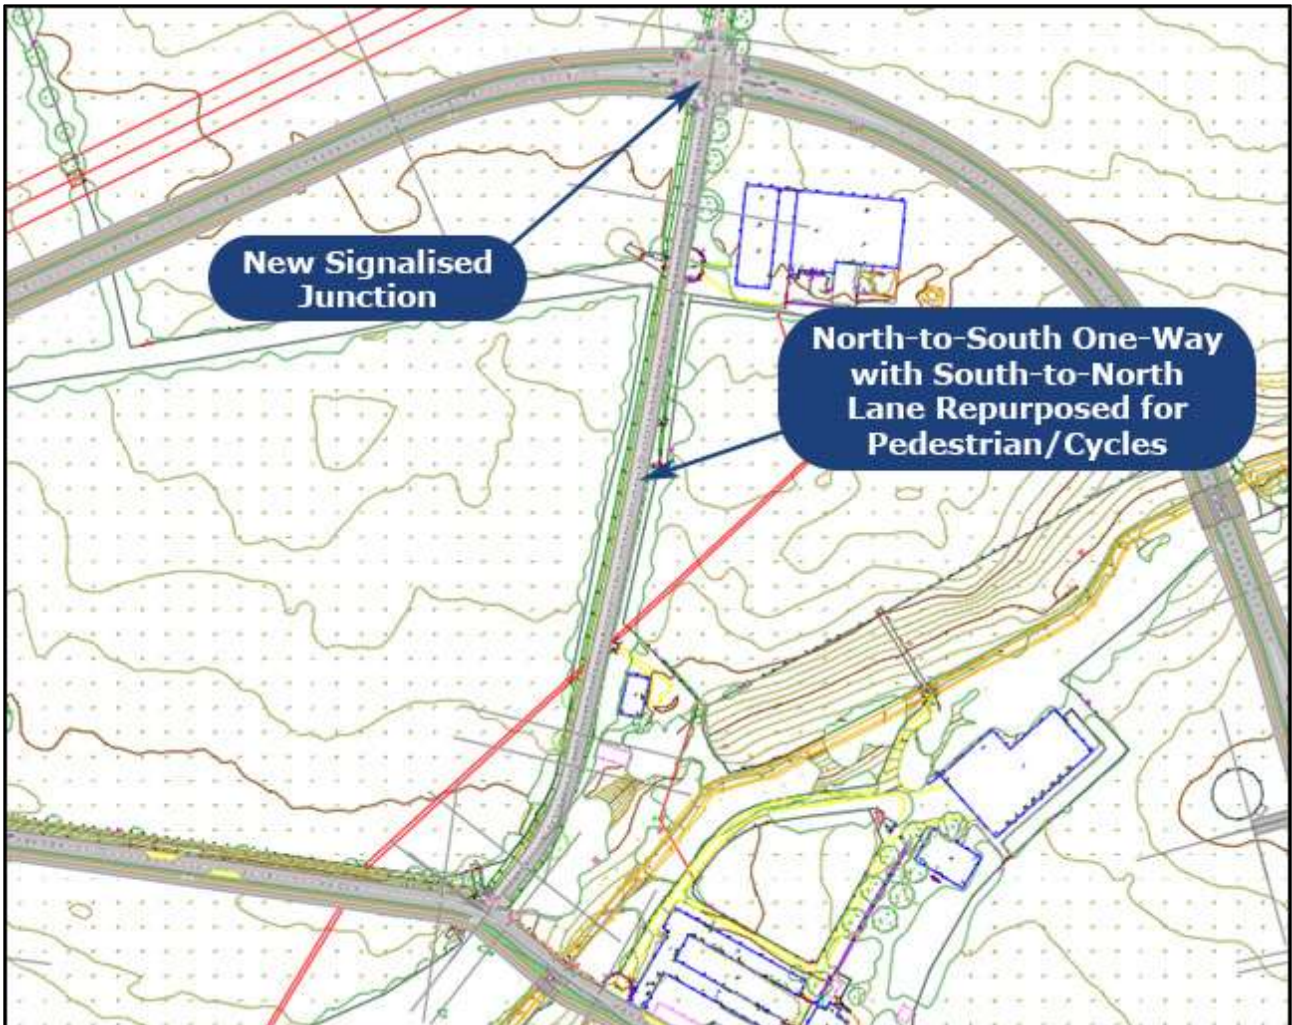 New Signalised
Junction
North-to-South One-Way
with South-to-North
Lane Repurposed for
Pedestrian/Cycles